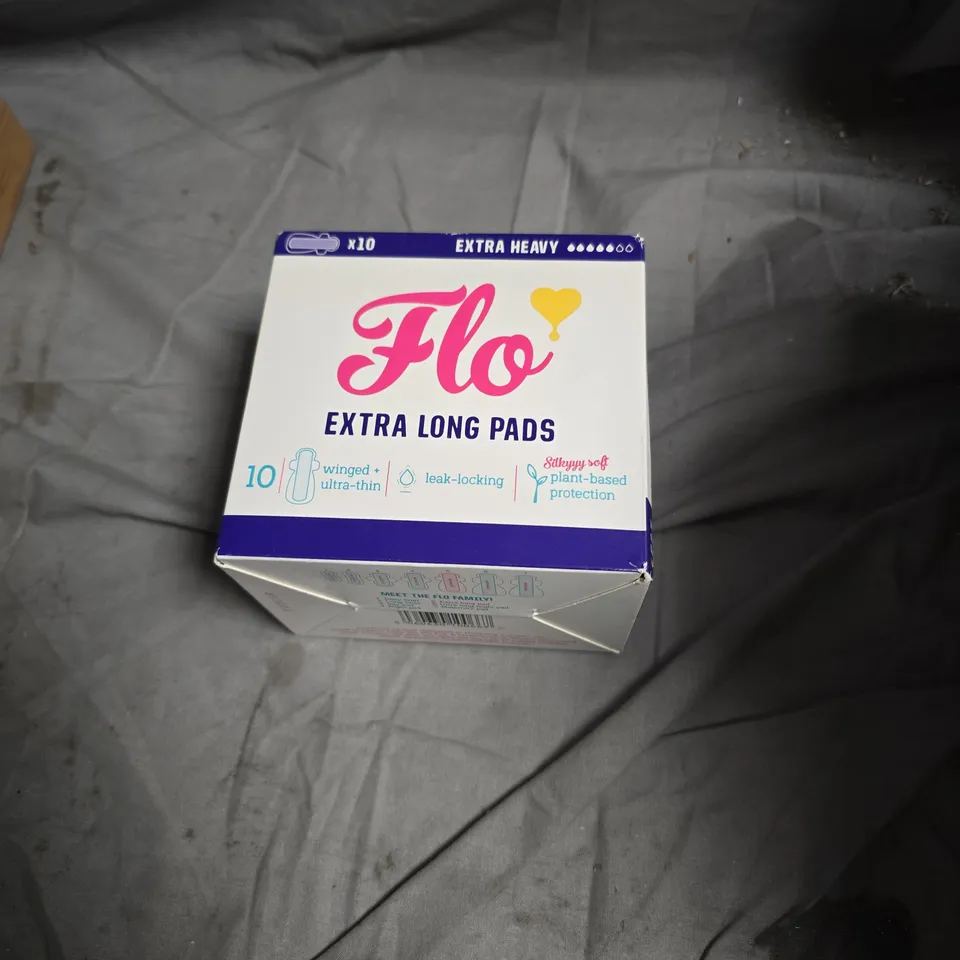 x10 EXTRA HEAVY
Flo
EXTRA LONG PADS
10
winged +
ultra-thin
leak-locking
Silkyyy soft
plant-based
protection
MEET THE FLO FAMILY!